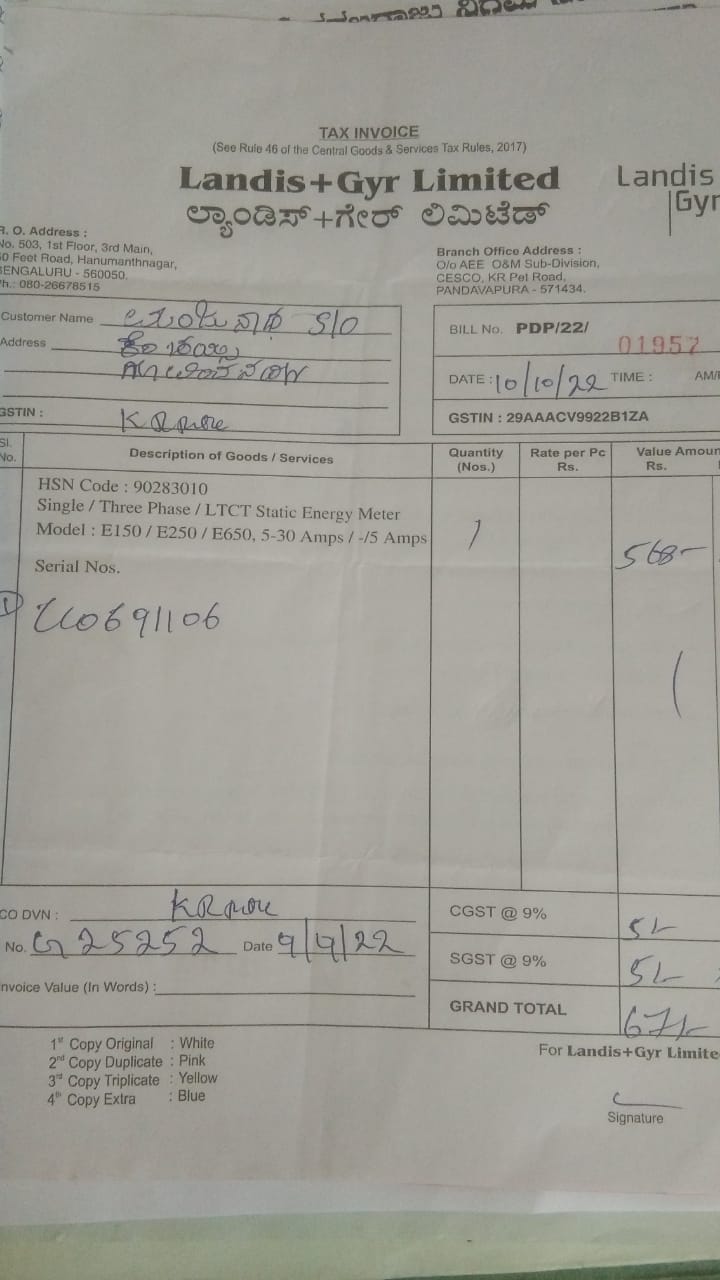 TAX INVOICE
(See Rule 46 of the Central Goods & Services Tax Rules, 2017)
Landis+Gyr Limited
ಲ್ಯಾಂಡಿಸ್+ಗೇರ್ ಲಿಮಿಟೆಡ್
Landis
Gyr
R. O. Address :
No. 503, 1st Floor, 3rd Main,
60 Feet Road, Hanumanthnagar,
BENGALURU - 560050.
Ph.: 080-26678515
Branch Office Address :
O/o AEE O&M Sub-Division,
CESCO, KR Pet Road,
PANDAVAPURA - 571434.
Customer Name S/O
Address
GSTIN :
BILL No. PDP/22/ 01957
DATE : 10/10/22 TIME : AM/
GSTIN : 29AAACV9922B1ZA
Sl. No. Description of Goods / Services Quantity (Nos.) Rate per Pc Rs. Value Amoun Rs.
HSN Code : 90283010
Single / Three Phase / LTCT Static Energy Meter
Model : E150 / E250 / E650, 5-30 Amps / -/5 Amps 1 568-
Serial Nos.
1) 0691106
CO DVN :
No. 25252 Date 9/9/22
Invoice Value (In Words) :
CGST @ 9%
SGST @ 9%
GRAND TOTAL 671-
1st Copy Original : White
2nd Copy Duplicate : Pink
3rd Copy Triplicate : Yellow
4th Copy Extra : Blue
For Landis+Gyr Limite
Signature